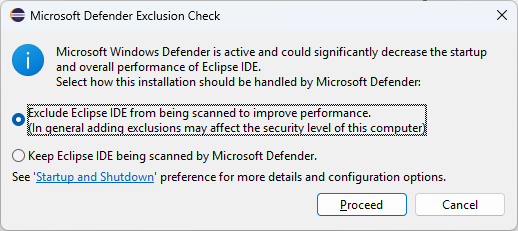 Microsoft Defender Exclusion Check
Microsoft Windows Defender is active and could significantly decrease the startup
and overall performance of Eclipse IDE.
Select how this installation should be handled by Microsoft Defender:
Exclude Eclipse IDE from being scanned to improve performance.
(In general adding exclusions may affect the security level of this computer)
Keep Eclipse IDE being scanned by Microsoft Defender.
See 'Startup and Shutdown' preference for more details and configuration options.
Proceed Cancel